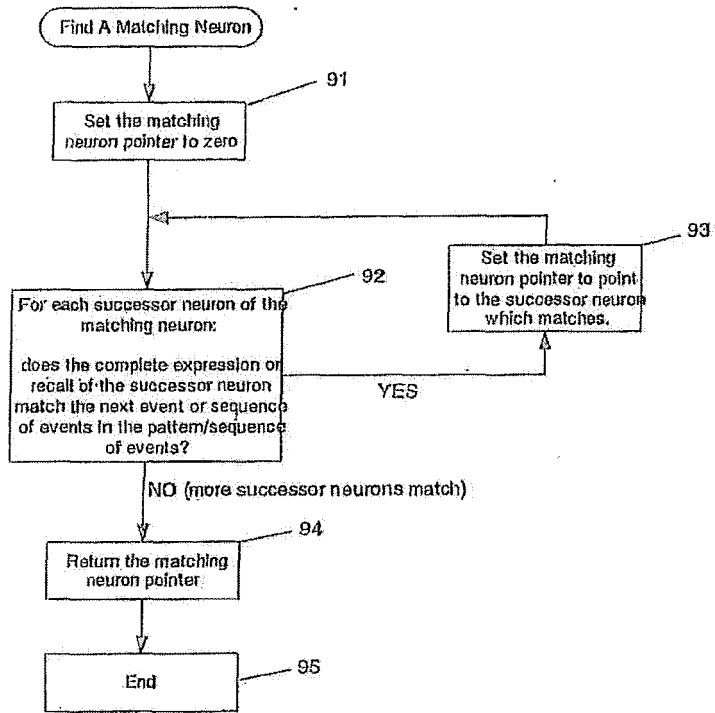 Find A Matching Neuron
91
Set the matching
neuron pointer to zero
93
Set the matching
neuron pointer to point
to the successor neuron
which matches.
92
For each successor neuron of the
matching neuron:
does the complete expression or
recall of the successor neuron
match the next event or sequence
of events in the pattern/sequence
of events?
YES
NO (more successor neurons match)
94
Return the matching
neuron pointer
End
95